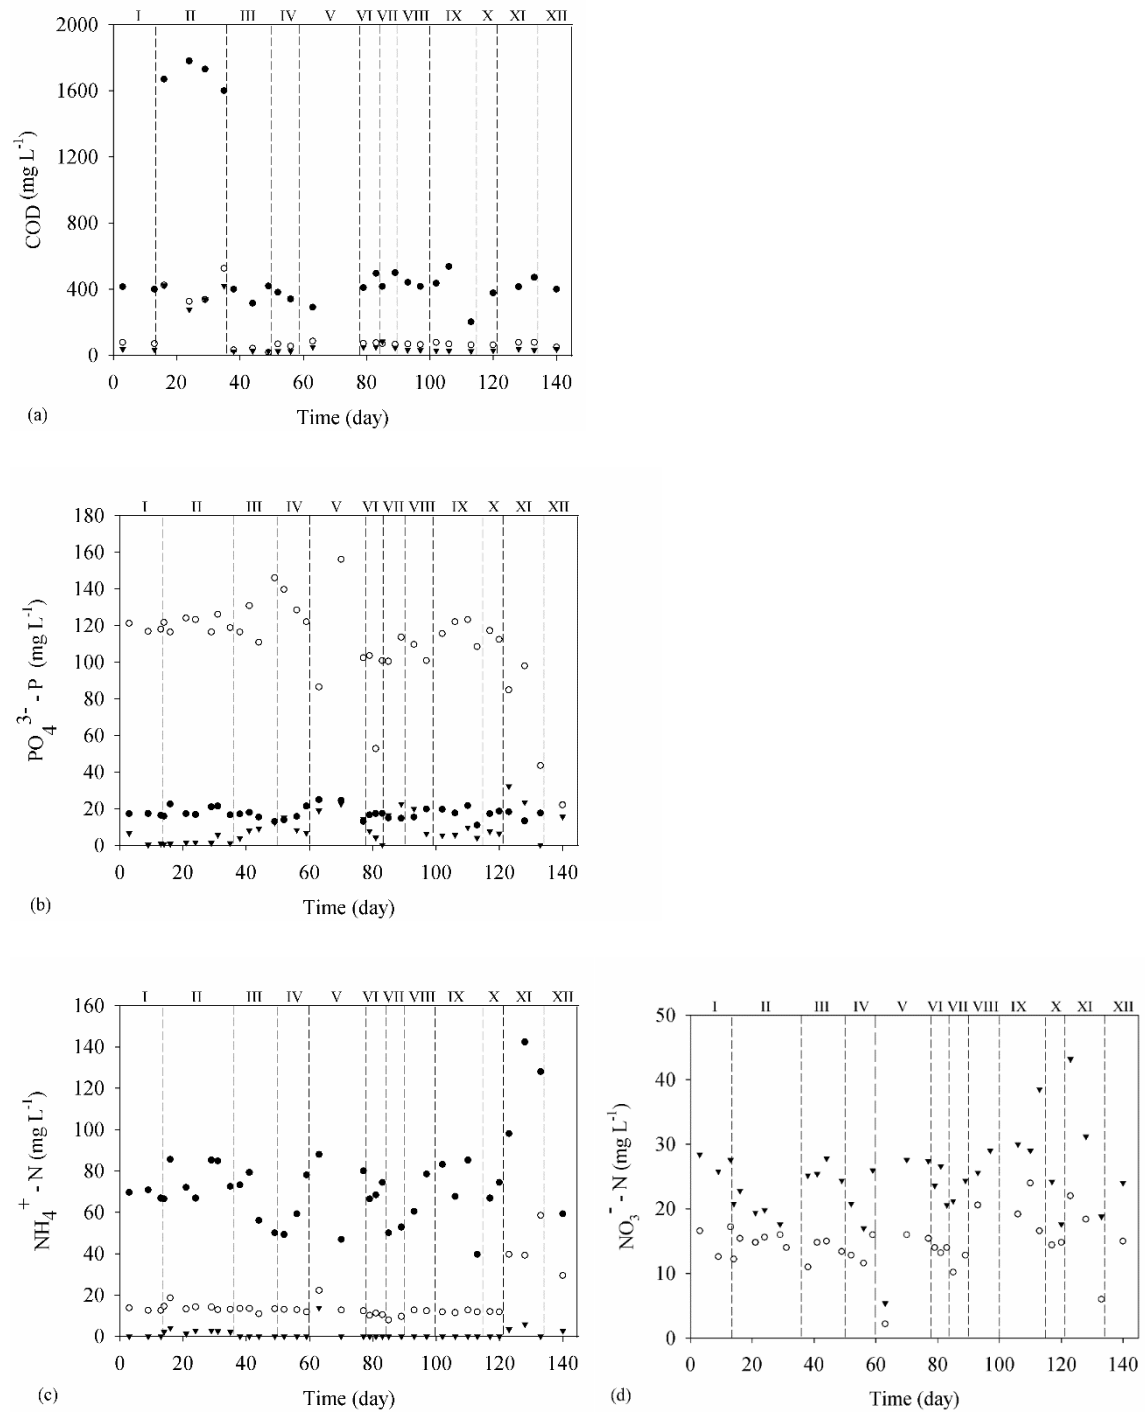 I II III IV V VI VII VIII IX X XI XII
2000
1600
1200
800
400
0
COD (mg L-1)
0 20 40 60 80 100 120 140
Time (day)
(a)
I II III IV V VI VII VIII IX X XI XII
180
160
140
120
100
80
60
40
20
0
PO4 3- - P (mg L-1)
0 20 40 60 80 100 120 140
Time (day)
(b)
I II III IV V VI VII VIII IX X XI XII
160
140
120
100
80
60
40
20
0
NH4+ - N (mg L-1)
0 20 40 60 80 100 120 140
Time (day)
(c)
I II III IV V VI VII VIII IX X XI XII
50
40
30
20
10
0
NO3- - N (mg L-1)
0 20 40 60 80 100 120 140
Time (day)
(d)